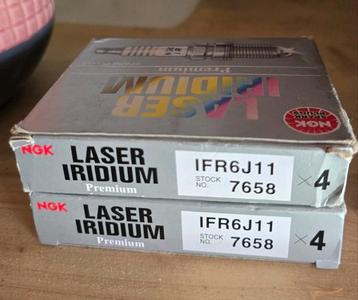 LASER
IRIDIUM
Premium
NGK
NGK
LASER
IRIDIUM
Premium
IFR6J11
STOCK
NO.
7658
×4
NGK
LASER
IRIDIUM
Premium
IFR6J11
STOCK
NO.
7658
×4